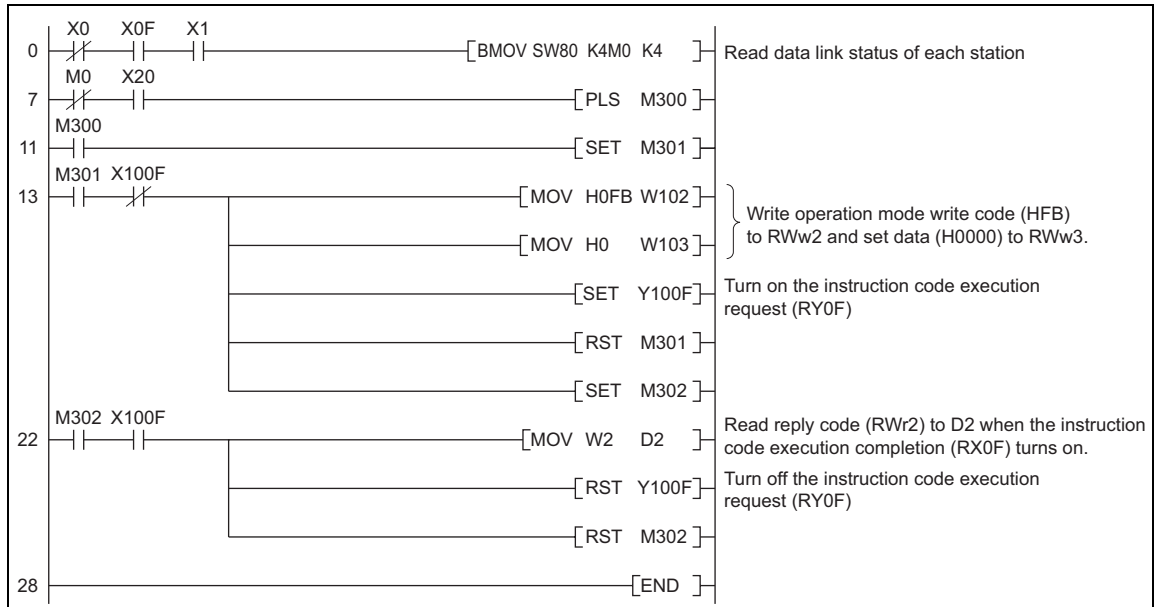 X0 X0F X1
0 [BMOV SW80 K4M0 K4 ] Read data link status of each station
M0 X20
7 [PLS M300 ]
M300
11 [SET M301 ]
M301 X100F
13 [MOV H0FB W102 ]
Write operation mode write code (HFB)
to RWw2 and set data (H0000) to RWw3.
[MOV H0 W103 ]
Turn on the instruction code execution
[SET Y100F ]
request (RY0F)
[RST M301 ]
[SET M302 ]
M302 X100F
Read reply code (RWr2) to D2 when the instruction
22 [MOV W2 D2 ]
code execution completion (RX0F) turns on.
Turn off the instruction code execution
[RST Y100F ]
request (RY0F)
[RST M302 ]
28 [END ]